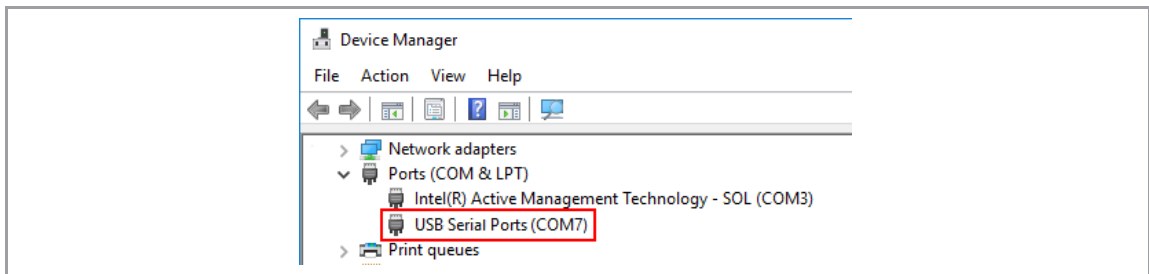 Device Manager
File Action View Help
Network adapters
Ports (COM & LPT)
Intel(R) Active Management Technology - SOL (COM3)
USB Serial Ports (COM7)
Print queues